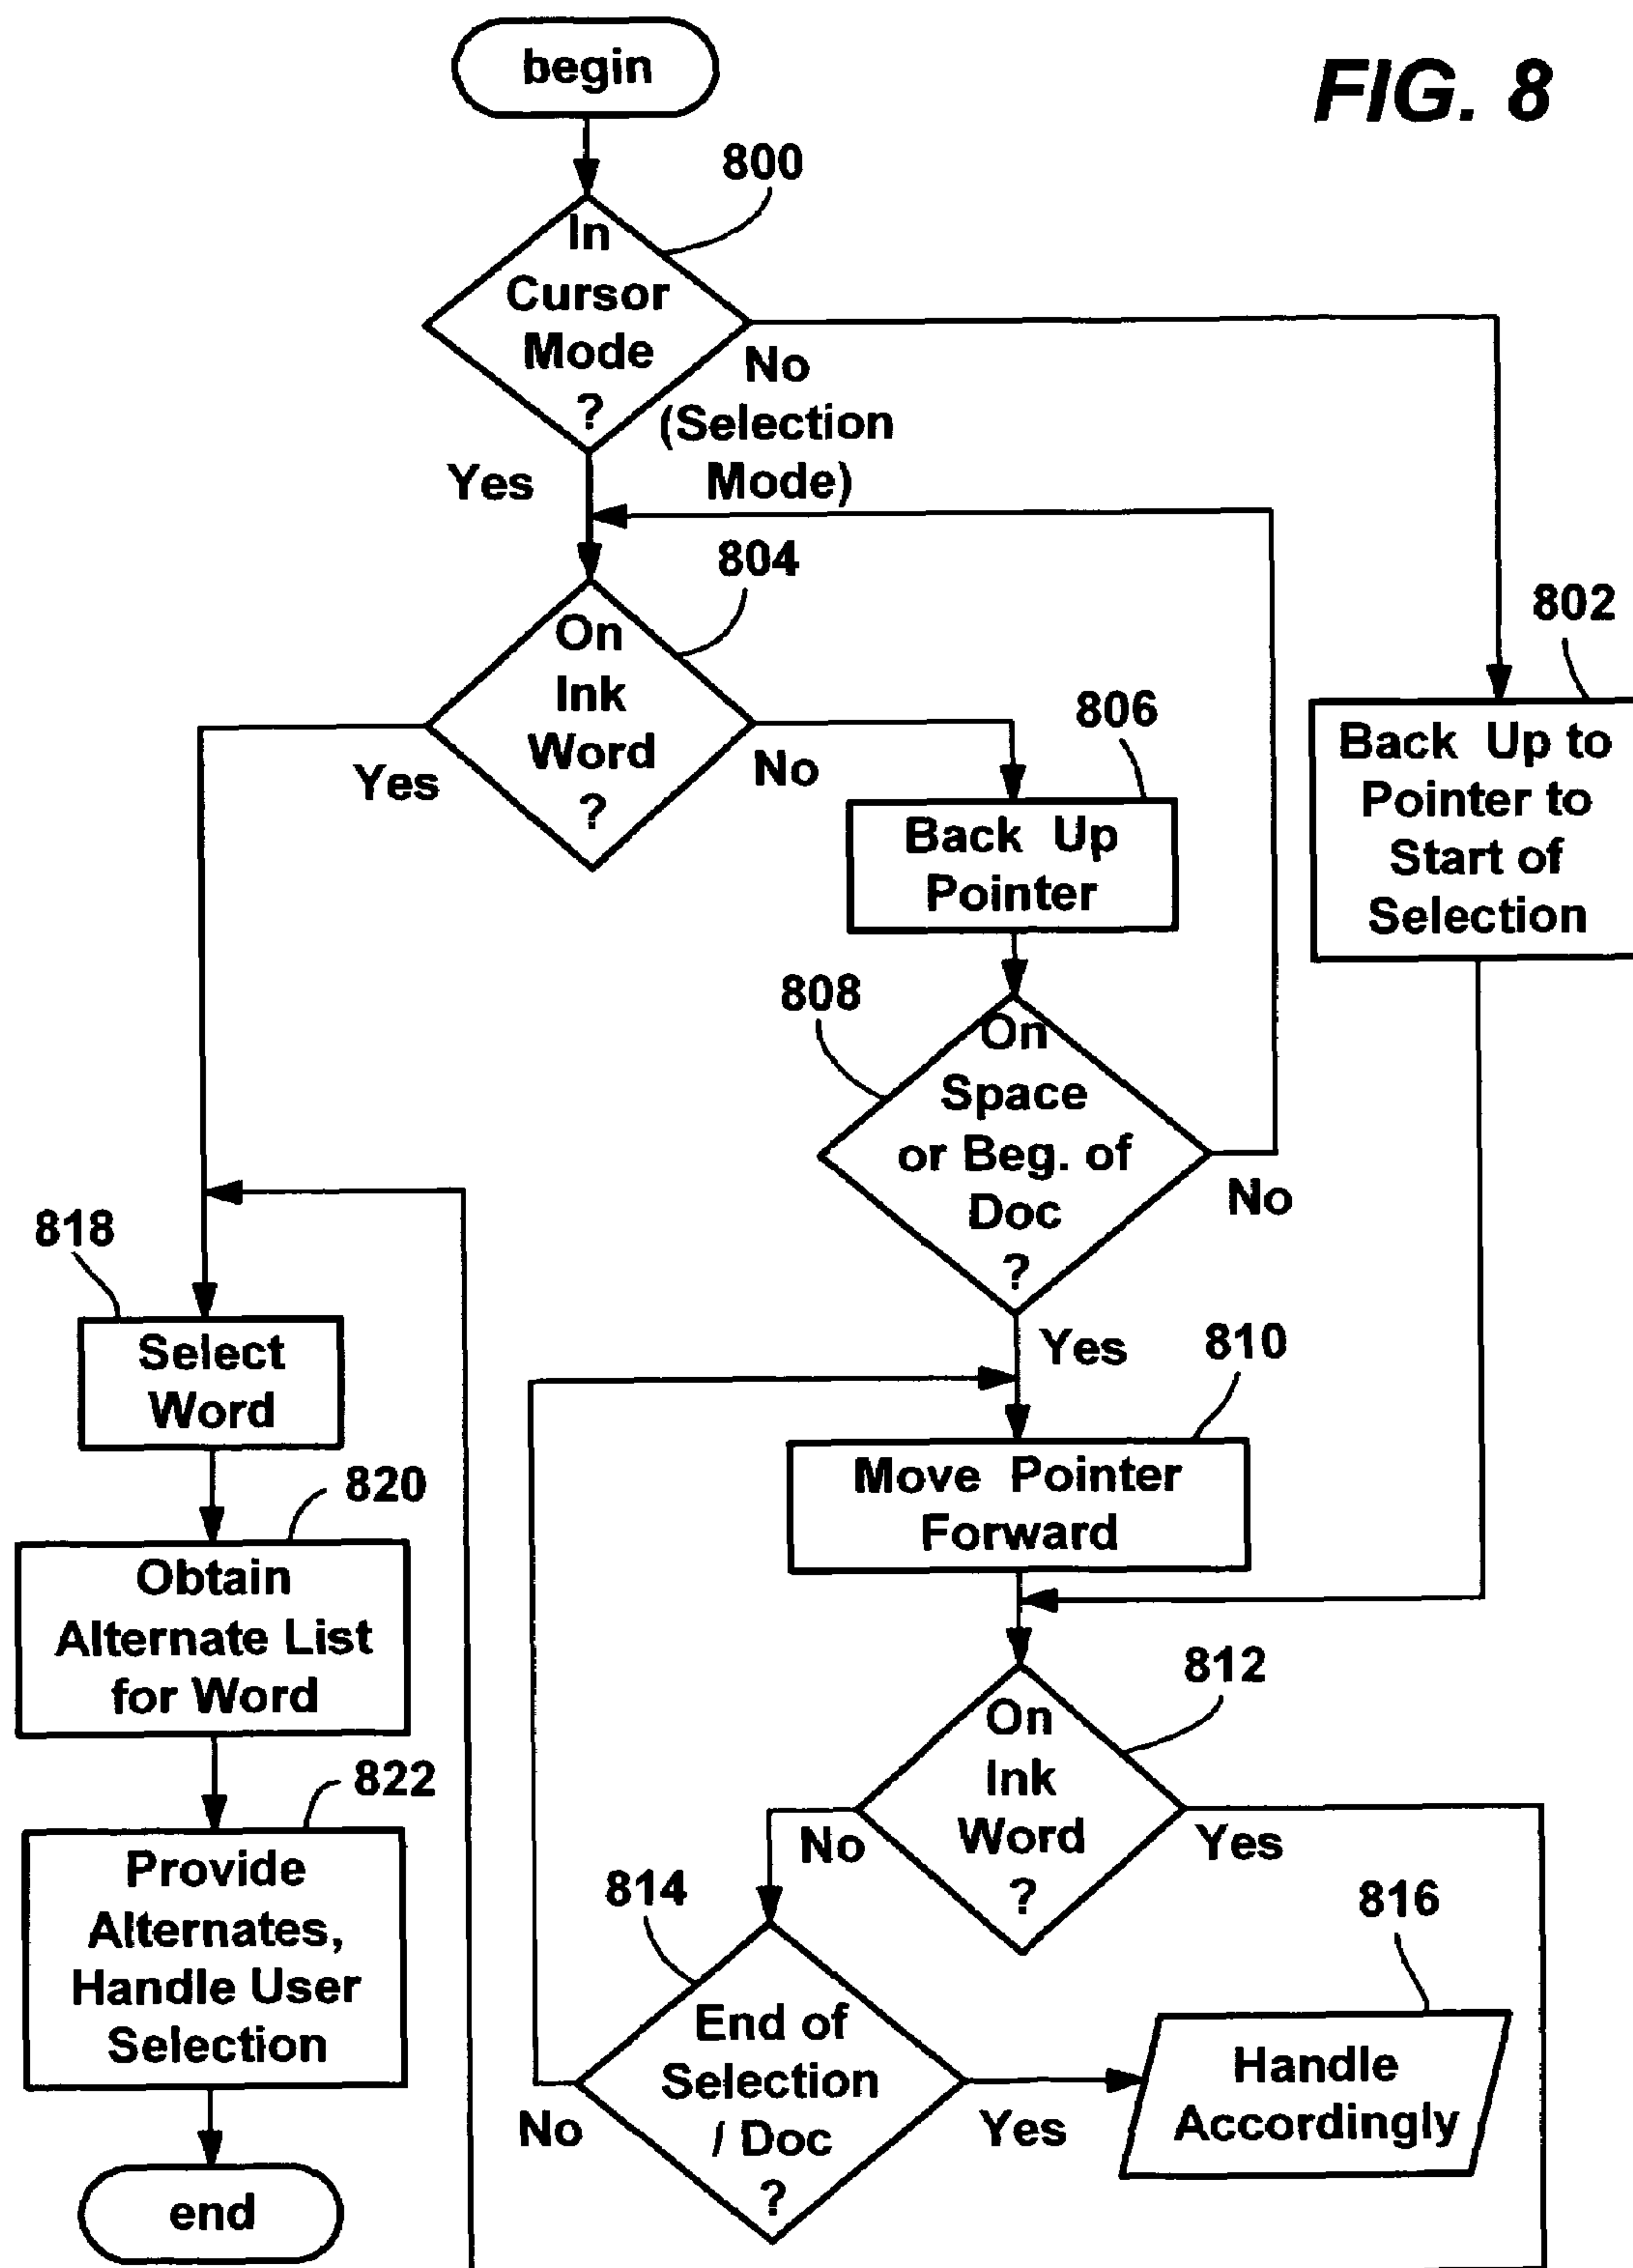 begin
FIG. 8
800
In
Cursor
Mode
?
No
(Selection
Mode)
Yes
804
On
Ink
Word
?
Yes
No
802
Back Up to
Pointer to
Start of
Selection
806
Back Up
Pointer
808
On
Space
or Beg. of
Doc
?
No
Yes
810
Move Pointer
Forward
812
On
Ink
Word
?
No
Yes
814
End of
Selection
/ Doc
?
No
Yes
816
Handle
Accordingly
818
Select
Word
820
Obtain
Alternate List
for Word
822
Provide
Alternates,
Handle User
Selection
end